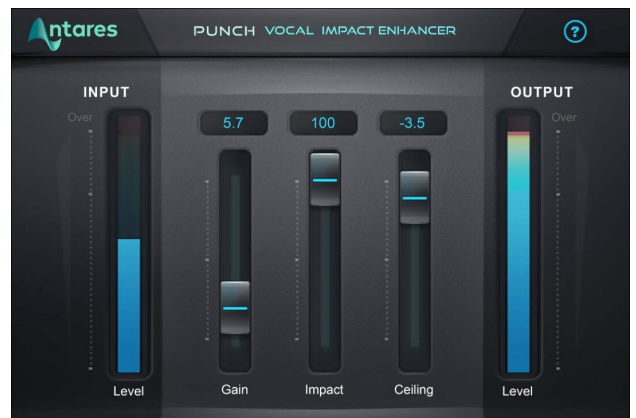 Antares
PUNCH VOCAL IMPACT ENHANCER
?
INPUT
OUTPUT
Over
Over
5.7
100
-3.5
Level
Gain
Impact
Ceiling
Level